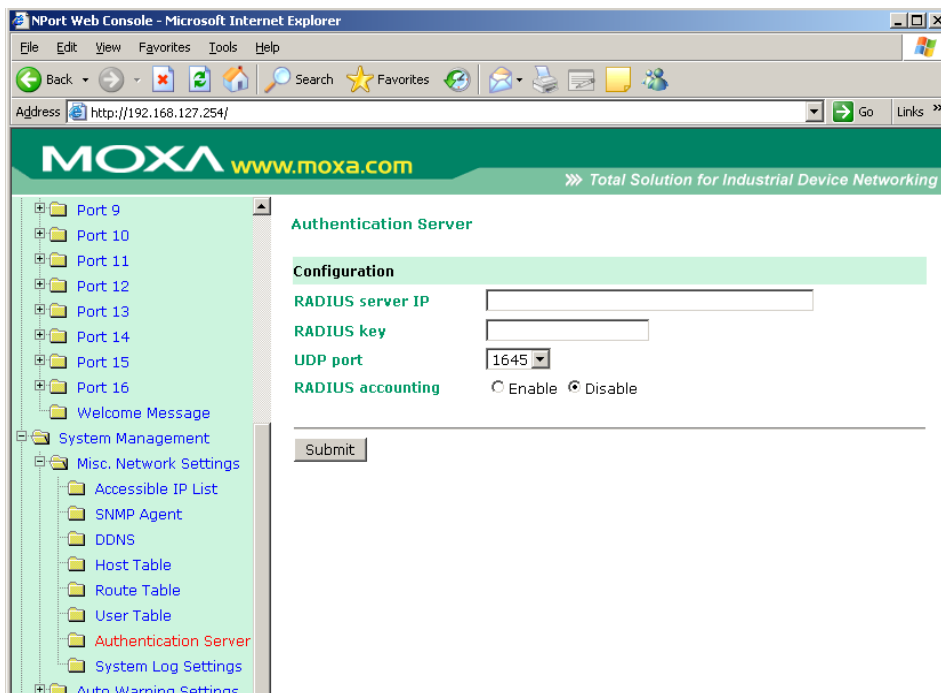 NPort Web Console - Microsoft Internet Explorer
File Edit View Favorites Tools Help
Back Search Favorites
Address http://192.168.127.254/ Go Links »
MOXA www.moxa.com
Total Solution for Industrial Device Networking
Port 9
Port 10
Port 11
Port 12
Port 13
Port 14
Port 15
Port 16
Welcome Message
System Management
Misc. Network Settings
Accessible IP List
SNMP Agent
DDNS
Host Table
Route Table
User Table
Authentication Server
System Log Settings
Auto Warning Settings
Authentication Server
Configuration
RADIUS server IP
RADIUS key
UDP port 1645
RADIUS accounting Enable Disable
Submit